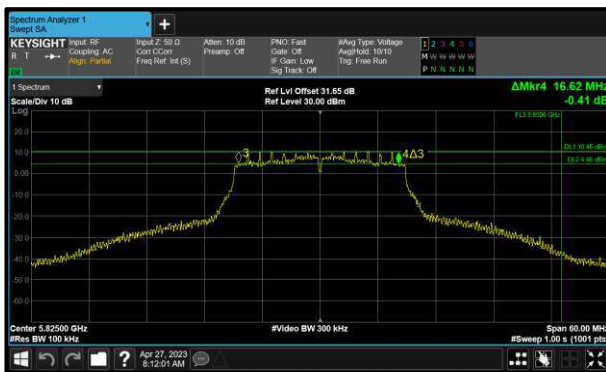 Spectrum Analyzer 1
Swept SA
+
KEYSIGHT
R T
Input: RF
Coupling: AC
Align: Partial
Input Z: 50 Ω
Corr CCorr
Freq Ref: Int (S)
Atten: 10 dB
Preamp: Off
PNO: Fast
Gate: Off
IF Gain: Low
Sig Track: Off
#Avg Type: Voltage
Avg|Hold: 10/10
Trig: Free Run
1 2 3 4 5 6
M W W W W W
P N N N N N
1 Spectrum
Scale/Div 10 dB
Log
Ref Lvl Offset 31.65 dB
Ref Level 30.00 dBm
ΔMkr4 16.62 MHz
-0.41 dB
20.0
10.0
0.00
-10.0
-20.0
-30.0
-40.0
-50.0
-60.0
3
4Δ3
Center 5.82500 GHz
#Res BW 100 kHz
#Video BW 300 kHz
Span 60.00 MHz
#Sweep 1.00 s (1001 pts)
?
Apr 27, 2023
8:12:01 AM